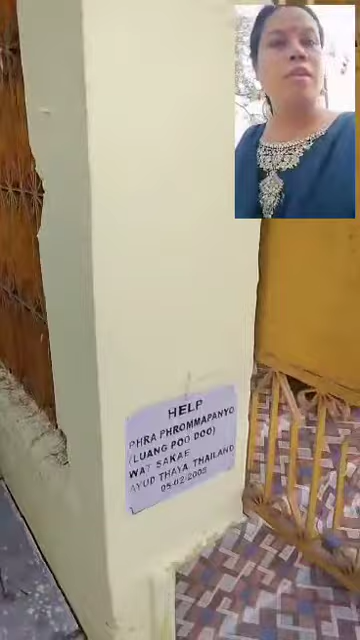 HELP
PHRA PHROMMAPANYO
(LUANG POO DOO)
WAT SAKAE
AYUD THAYA THAILAND
05.02.2005